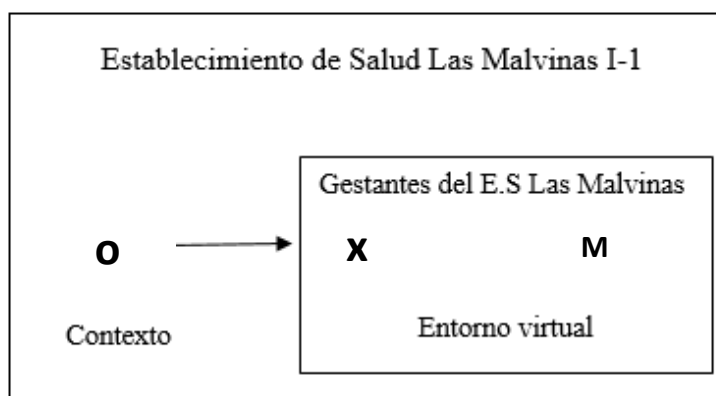 Establecimiento de Salud Las Malvinas I-1
Gestantes del E.S Las Malvinas
O
X
M
Contexto
Entorno virtual